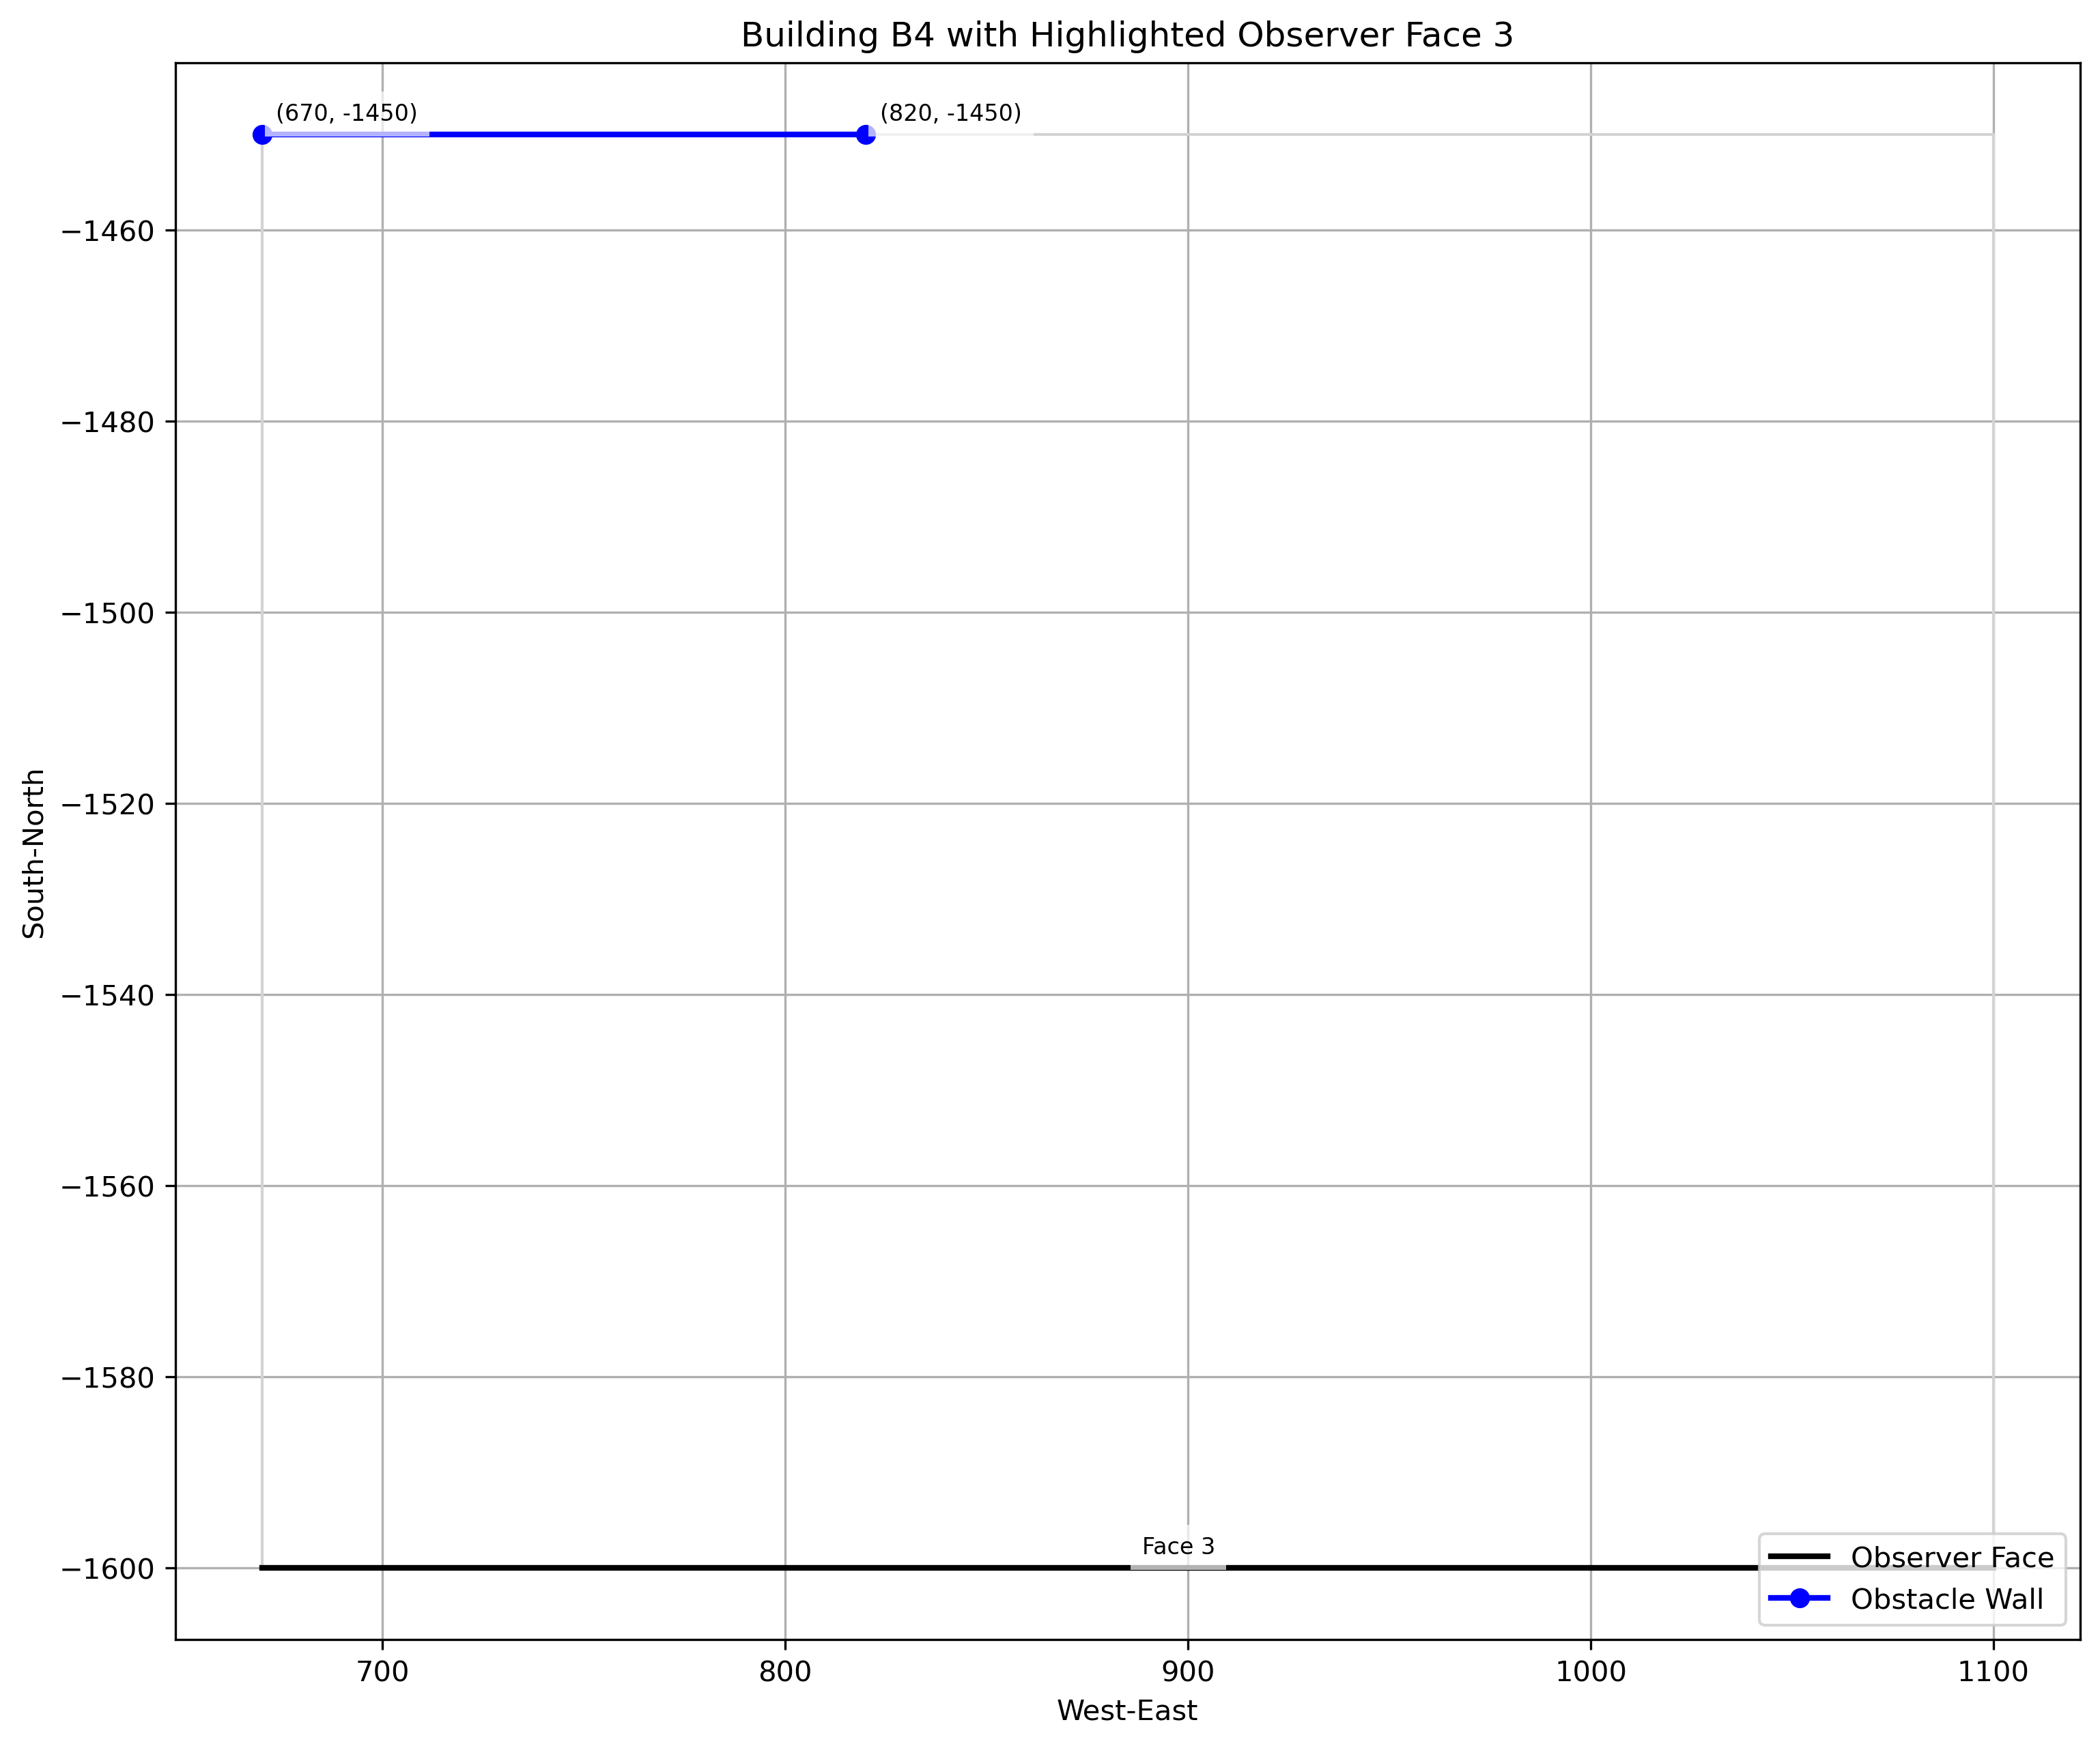 Building B4 with Highlighted Observer Face 3
(670, -1450)
(820, -1450)
−1460
−1480
−1500
−1520
−1540
−1560
−1580
−1600
South-North
Face 3
Observer Face
Obstacle Wall
700
800
900
1000
1100
West-East